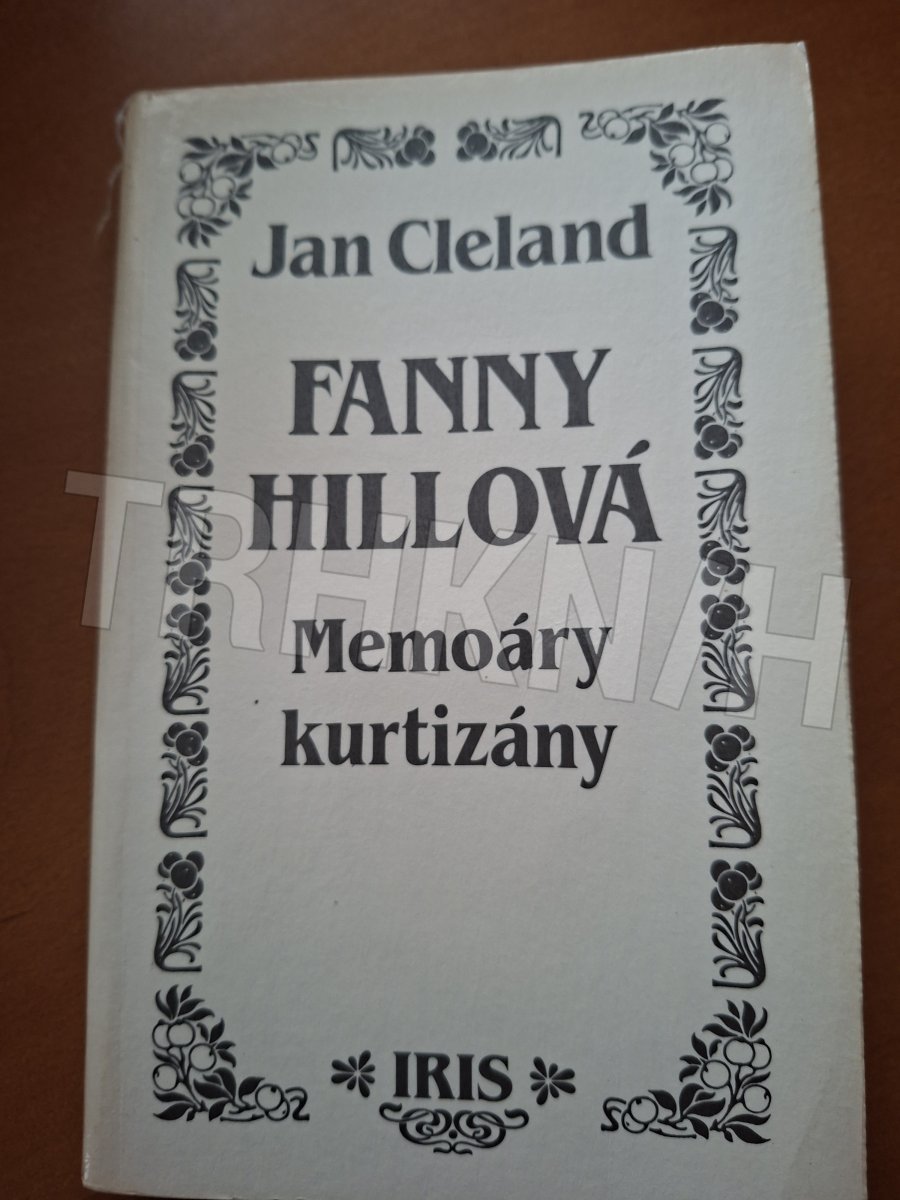 Jan Cleland
FANNY
HILLOVÁ
TRHKNIH
Memoáry
kurtizány
IRIS